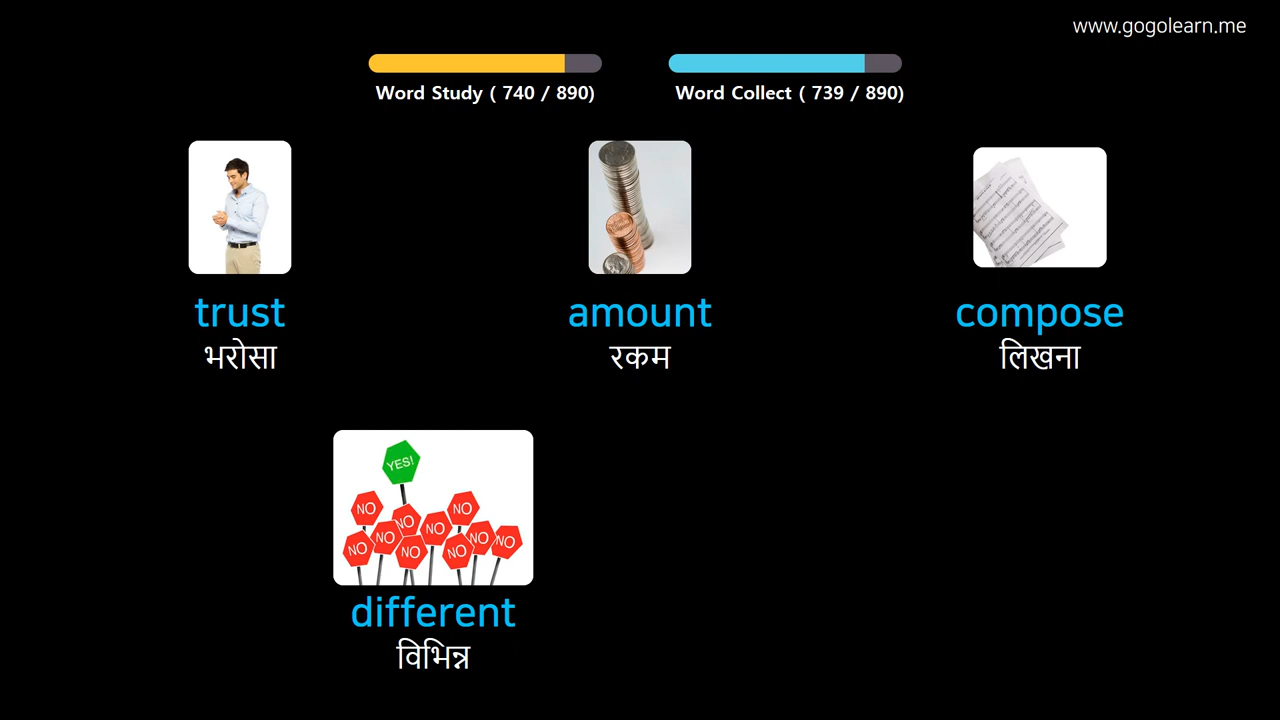 www.gogolearn.me
Word Study ( 740 / 890)
Word Collect ( 739 / 890)
trust
भरोसा
amount
रकम
compose
लिखना
YES!
NO
NO
NO
NO
NO
NO
NO
NO
NO
NO
different
विभिन्न